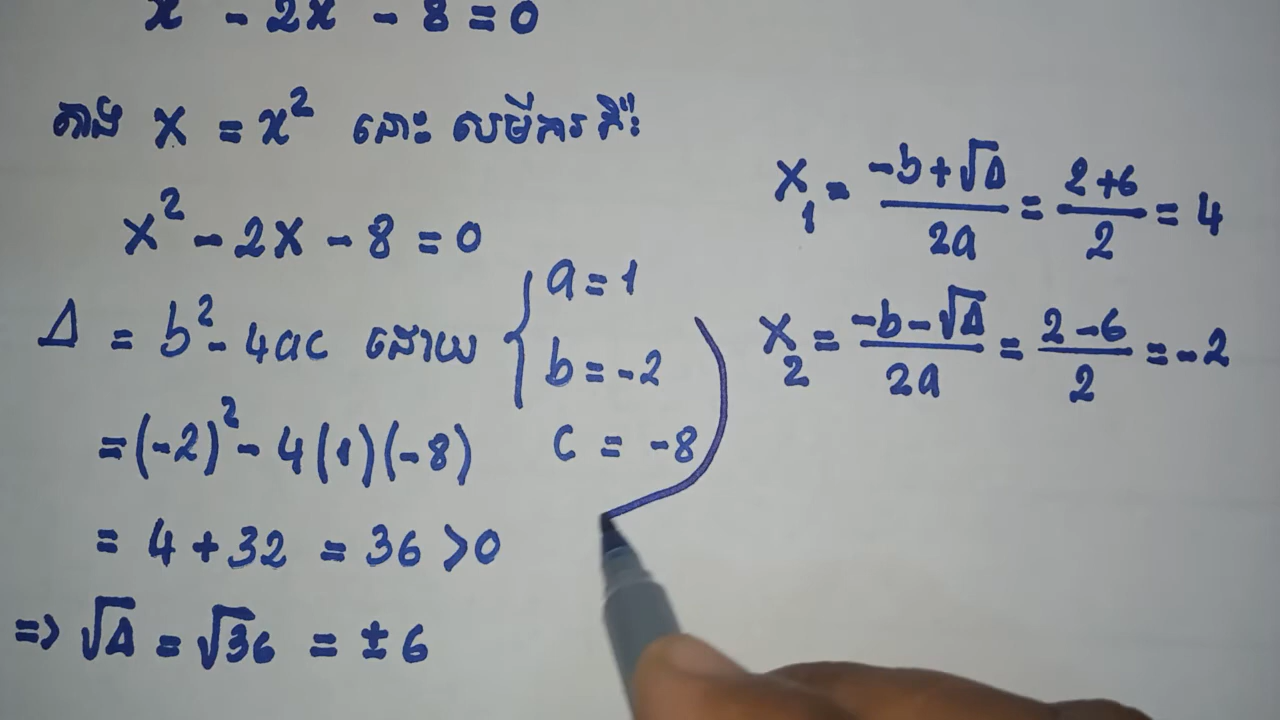 x - 2x - 8 = 0
តាង X = x² នោះ សមីការ គឺ៖
X² - 2X - 8 = 0
Δ = b² - 4ac ដោយ { a = 1
b = -2
c = -8
= (-2)² - 4(1)(-8)
= 4 + 32 = 36 > 0
=> √Δ = √36 = ± 6
X₁ = (-b + √Δ)/2a = (2 + 6)/2 = 4
X₂ = (-b - √Δ)/2a = (2 - 6)/2 = -2